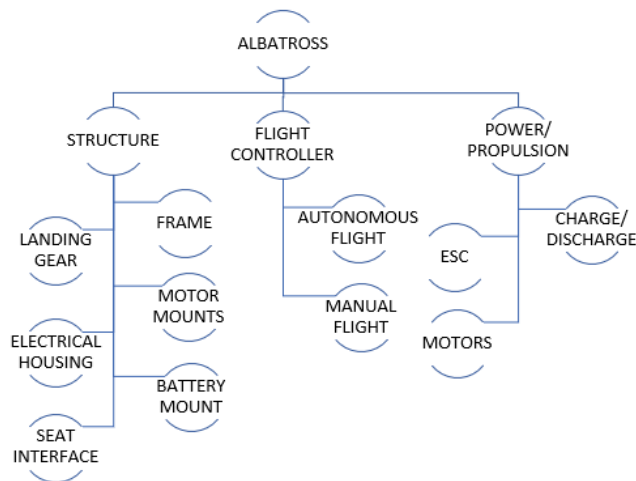 ALBATROSS
STRUCTURE
FLIGHT
CONTROLLER
POWER/
PROPULSION
FRAME
LANDING
GEAR
MOTOR
MOUNTS
ELECTRICAL
HOUSING
BATTERY
MOUNT
SEAT
INTERFACE
AUTONOMOUS
FLIGHT
MANUAL
FLIGHT
CHARGE/
DISCHARGE
ESC
MOTORS